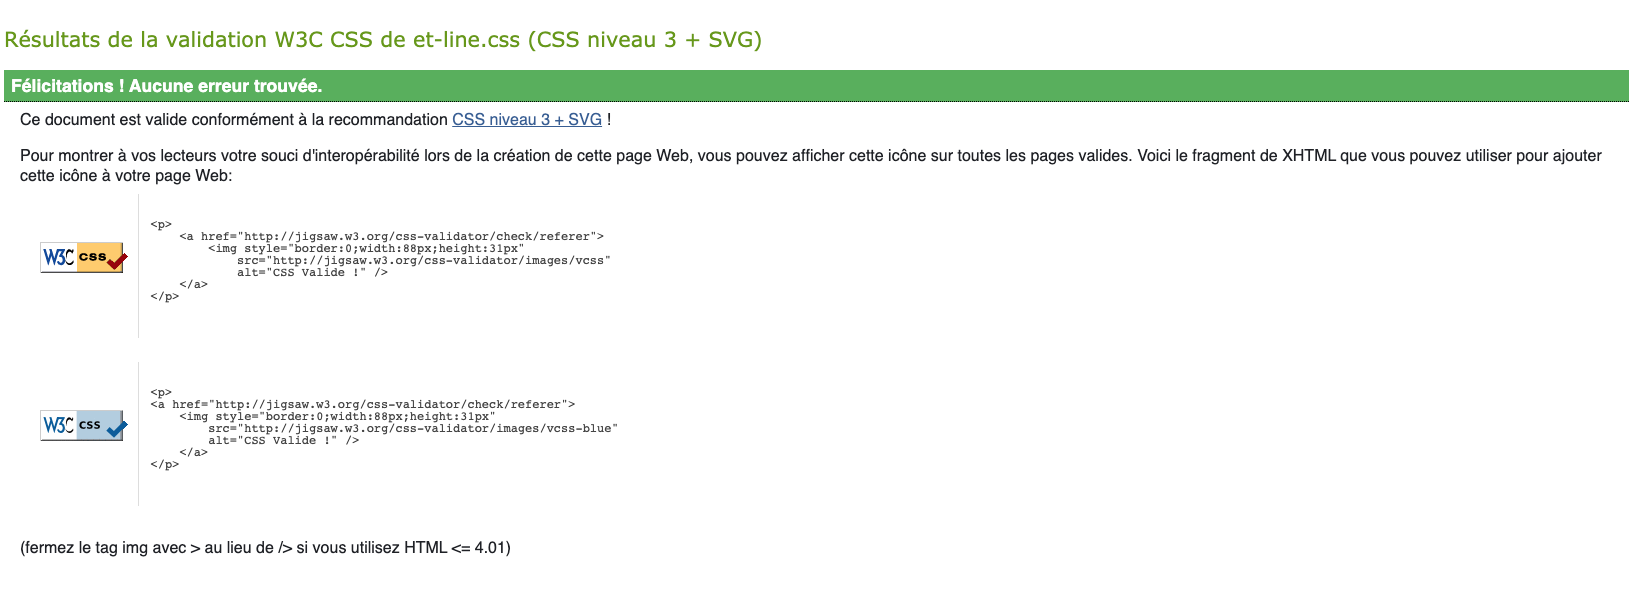 Résultats de la validation W3C CSS de et-line.css (CSS niveau 3 + SVG)
Félicitations ! Aucune erreur trouvée.
Ce document est valide conformément à la recommandation CSS niveau 3 + SVG !
Pour montrer à vos lecteurs votre souci d'interopérabilité lors de la création de cette page Web, vous pouvez afficher cette icône sur toutes les pages valides. Voici le fragment de XHTML que vous pouvez utiliser pour ajouter
cette icône à votre page Web:
W3C CSS
<p>
    <a href="http://jigsaw.w3.org/css-validator/check/referer">
        <img style="border:0;width:88px;height:31px"
            src="http://jigsaw.w3.org/css-validator/images/vcss"
            alt="CSS Valide !" />
    </a>
</p>
W3C CSS
<p>
<a href="http://jigsaw.w3.org/css-validator/check/referer">
    <img style="border:0;width:88px;height:31px"
        src="http://jigsaw.w3.org/css-validator/images/vcss-blue"
        alt="CSS Valide !" />
    </a>
</p>
(fermez le tag img avec > au lieu de /> si vous utilisez HTML <= 4.01)